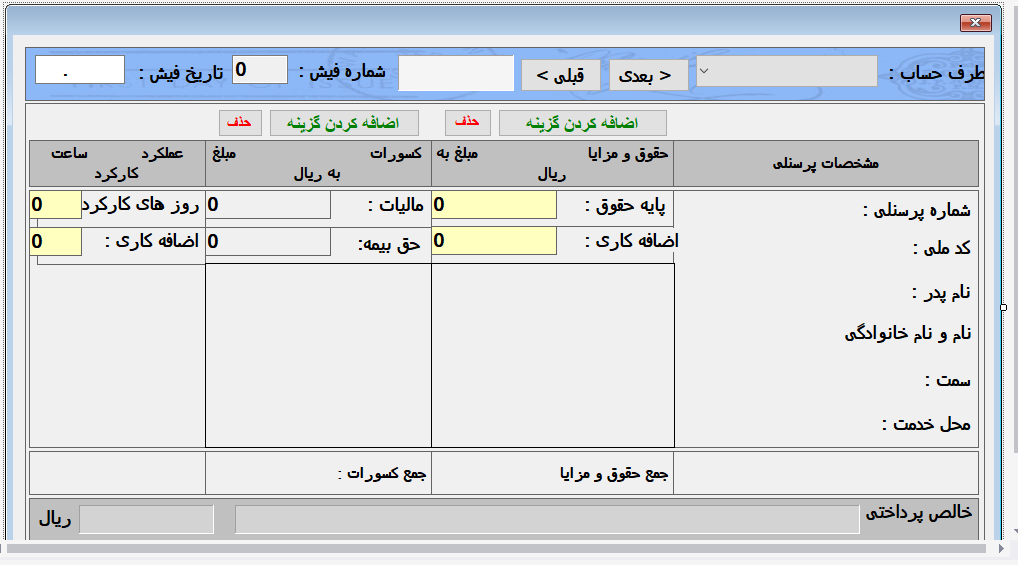 طرف حساب :
< بعدی
قبلی >
شماره فیش :
0
تاریخ فیش :
.
اضافه کردن گزینه
حذف
اضافه کردن گزینه
حذف
مشخصات پرسنلی
حقوق و مزایا
مبلغ به
ریال
کسورات
مبلغ
به ریال
عملکرد
ساعت
کارکرد
شماره پرسنلی :
پایه حقوق :
0
مالیات :
0
روز های کارکرد
0
کد ملی :
اضافه کاری :
0
حق بیمه:
0
اضافه کاری :
0
نام پدر :
نام و نام خانوادگی
سمت :
محل خدمت :
جمع حقوق و مزایا
جمع کسورات :
خالص پرداختی
ریال